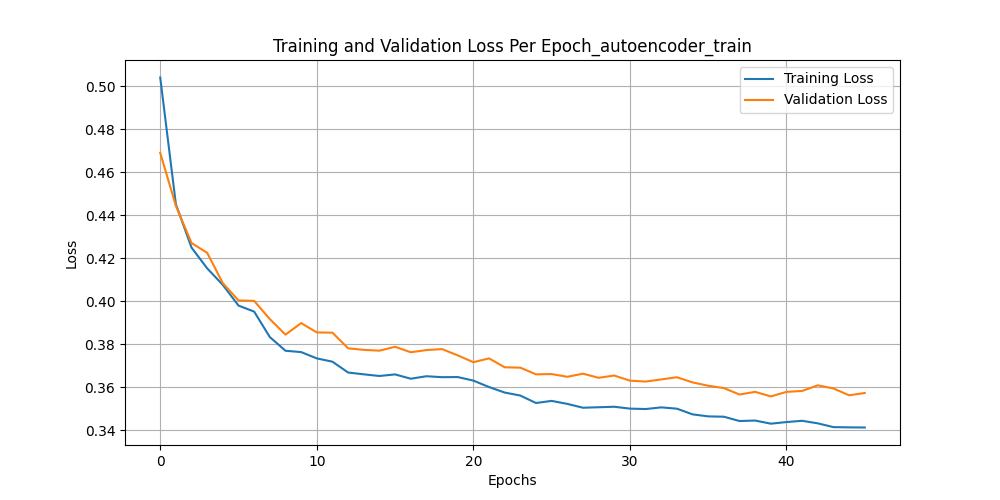 Training and Validation Loss Per Epoch_autoencoder_train
Training Loss
Validation Loss
0.50
0.48
0.46
0.44
0.42
0.40
0.38
0.36
0.34
Loss
0
10
20
30
40
Epochs